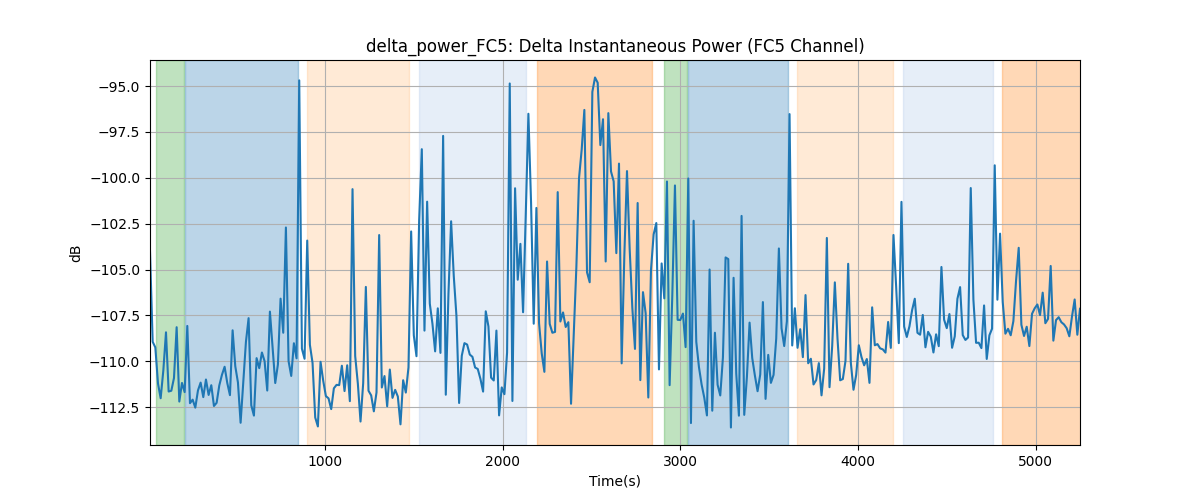 delta_power_FC5: Delta Instantaneous Power (FC5 Channel)
dB
−95.0
−97.5
−100.0
−102.5
−105.0
−107.5
−110.0
−112.5
1000 2000 3000 4000 5000
Time(s)